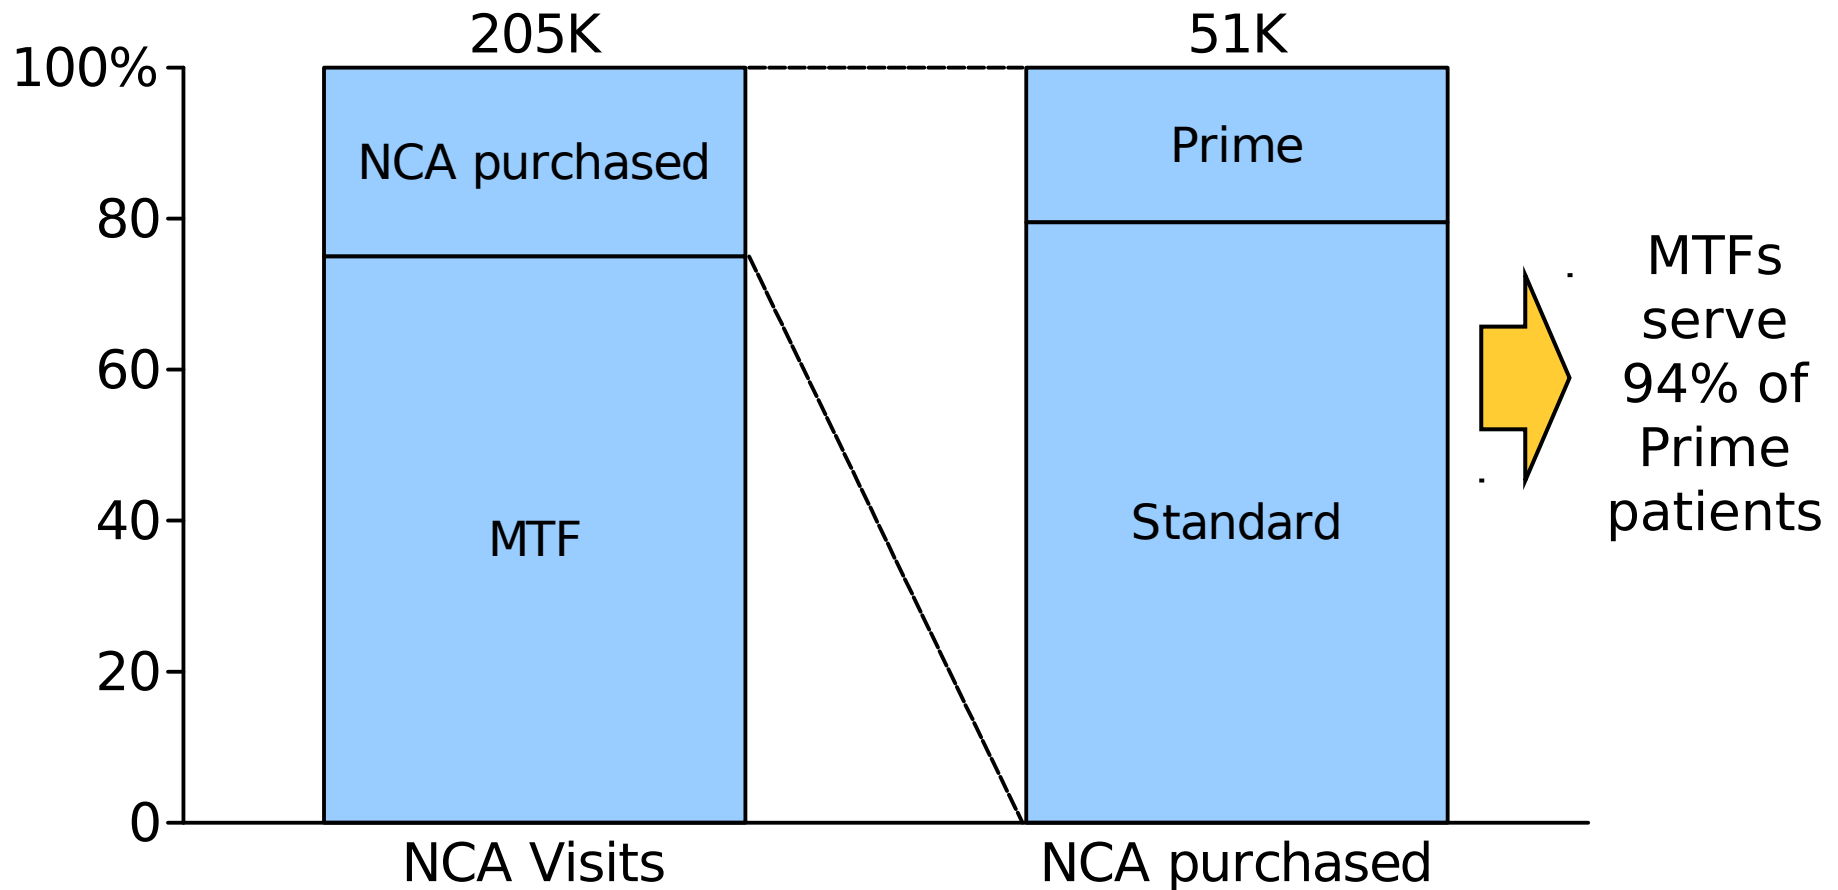 205K
51K
100%
80
60
40
20
0
NCA purchased
MTF
Prime
Standard
NCA Visits
NCA purchased
MTFs
serve
94% of
Prime
patients